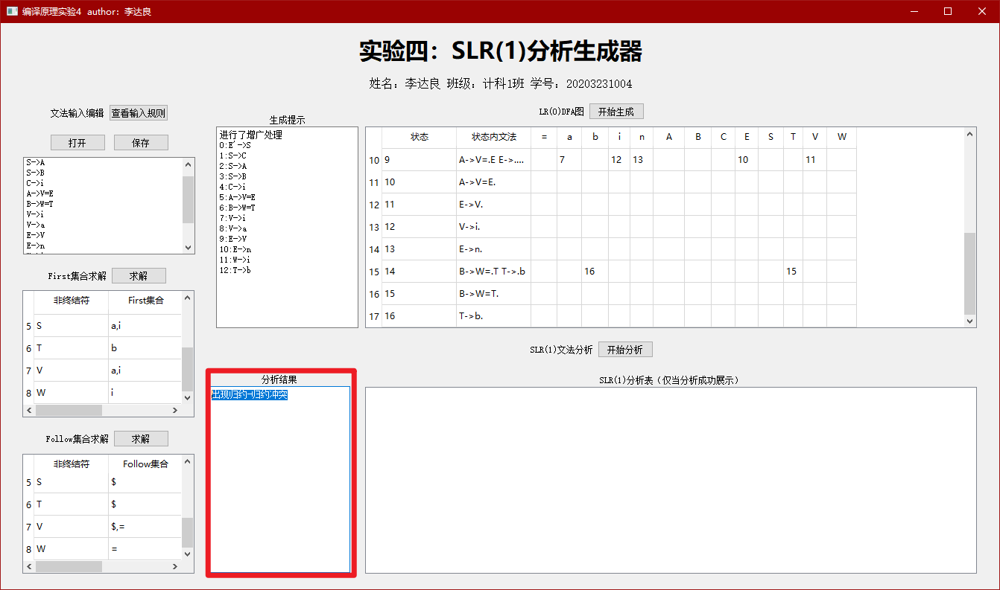 编译原理实验4 author：李达良
实验四：SLR(1)分析生成器
姓名：李达良 班级：计科1班 学号：20203231004
文法输入编辑 查看输入规则
打开 保存
S->A
S->B
C->i
A->V=E
B->W=T
V->i
V->a
E->V
E->n
First集合求解 求解
非终结符 First集合
5 S a,i
6 T b
7 V a,i
8 W i
Follow集合求解 求解
非终结符 Follow集合
5 S $
6 T $
7 V $,=
8 W =
生成提示
进行了增广处理
0:E'->S
1:S->C
2:S->A
3:S->B
4:C->i
5:A->V=E
6:B->W=T
7:V->i
8:V->a
9:E->V
10:E->n
11:W->i
12:T->b
分析结果
出现归约-归约冲突
LR(0)DFA图 开始生成
状态 状态内文法 = a b i n A B C E S T V W
10 9 A->V=.E E->.... 7 12 13 10 11
11 10 A->V=E.
12 11 E->V.
13 12 V->i.
14 13 E->n.
15 14 B->W=.T T->.b 16 15
16 15 B->W=T.
17 16 T->b.
SLR(1)文法分析 开始分析
SLR(1)分析表（仅当分析成功展示）